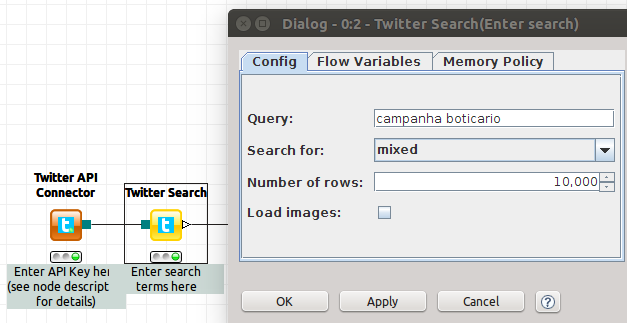 Dialog - 0:2 - Twitter Search(Enter search)
Config
Flow Variables
Memory Policy
Query:
campanha boticario
Search for:
mixed
Number of rows:
10,000
Load images:
OK
Apply
Cancel
?
Twitter API
Connector
Enter API Key her
(see node descript
for details)
Twitter Search
Enter search
terms here